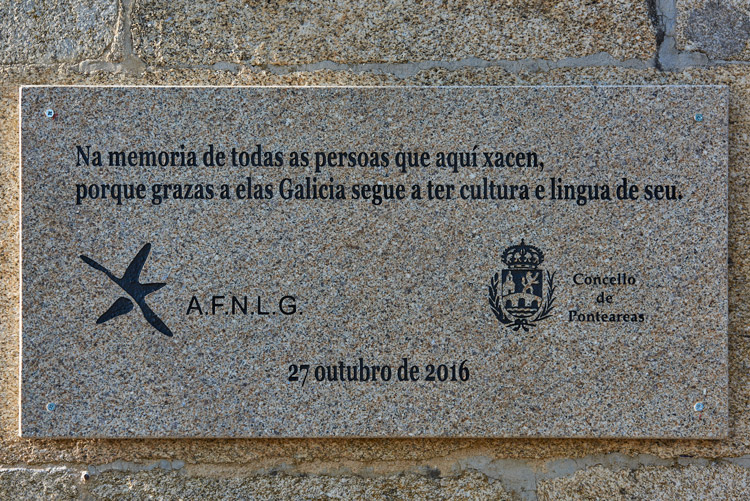 Na memoria de todas as persoas que aquí xacen,
porque grazas a elas Galicia segue a ter cultura e lingua de seu.
A.F.N.L.G.
Concello
de
Ponteareas
27 outubro de 2016